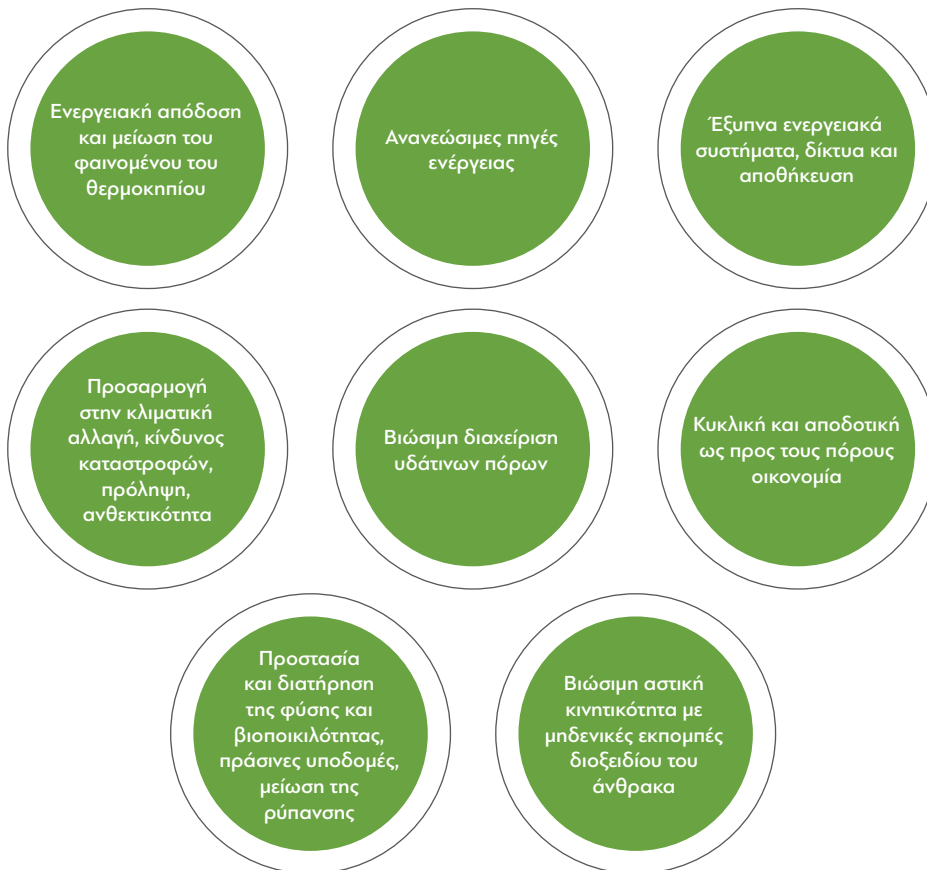 Ενεργειακή απόδοση
και μείωση του
φαινομένου του
θερμοκηπίου
Ανανεώσιμες πηγές
ενέργειας
Έξυπνα ενεργειακά
συστήματα, δίκτυα και
αποθήκευση
Προσαρμογή
στην κλιματική
αλλαγή, κίνδυνος
καταστροφών,
πρόληψη,
ανθεκτικότητα
Βιώσιμη διαχείριση
υδάτινων πόρων
Κυκλική και αποδοτική
ως προς τους πόρους
οικονομία
Προστασία
και διατήρηση
της φύσης και
βιοποικιλότητας,
πράσινες υποδομές,
μείωση της
ρύπανσης
Βιώσιμη αστική
κινητικότητα με
μηδενικές εκπομπές
διοξειδίου του
άνθρακα